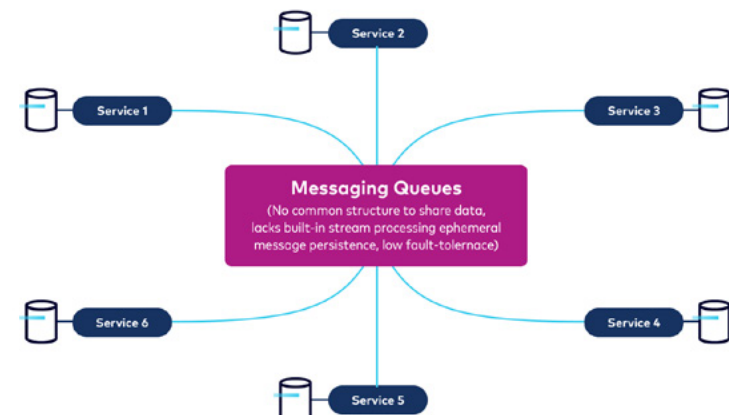 Service 2
Service 1
Service 3
Messaging Queues
(No common structure to share data,
lacks built-in stream processing ephemeral
message persistence, low fault-tolernace)
Service 6
Service 4
Service 5